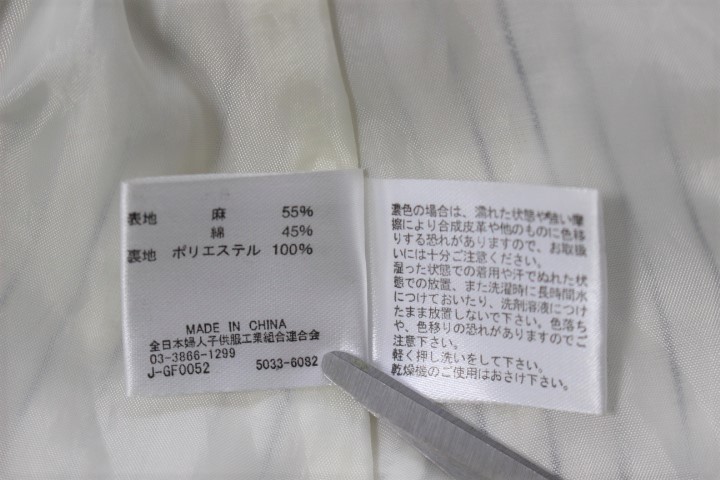 表地 麻 55%
綿 45%
裏地 ポリエステル 100%
MADE IN CHINA
全日本婦人子供服工業組合連合会
03-3866-1299
J-GF0052 5033-6082
濃色の場合は、濡れた状態や強い摩
擦により合成皮革や他のものに色移
りする恐れがありますので、お取扱
いには十分ご注意ください。
湿った状態での着用や汗でぬれた状
態での放置、また洗濯時に長時間水
につけておいたり、洗剤溶液につけ
たまま放置しないで下さい。色落ち
や、色移りの恐れがありますのでご
注意下さい。
軽く押し洗いをして下さい。
乾燥機のご使用はおさけ下さい。